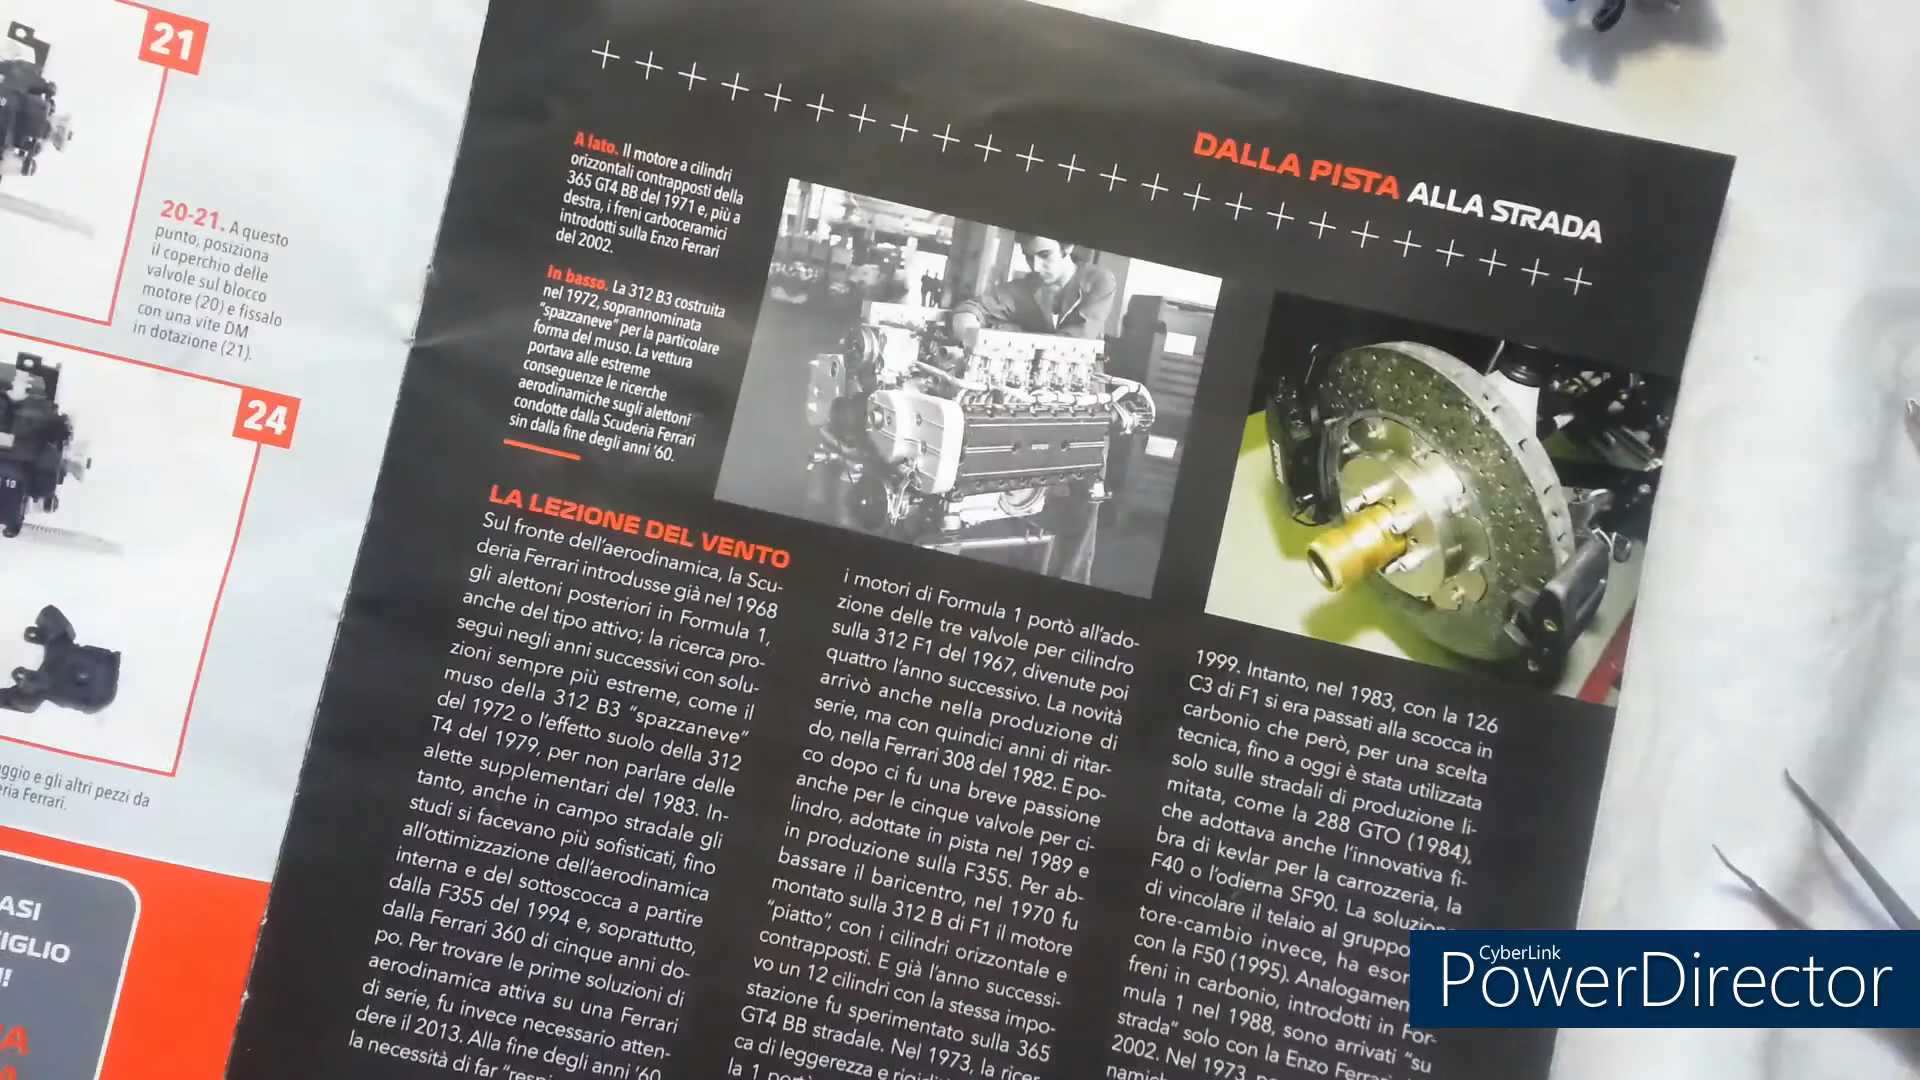 21
20-21. A questo
punto, posiziona
il coperchio delle
valvole sul blocco
motore (20) e fissalo
con una vite DM
in dotazione (21).
24
10
ggio e gli altri pezzi da
ria Ferrari.
ASI
IGLIO
DALLA PISTA ALLA STRADA
A lato. Il motore a cilindri
orizzontali contrapposti della
365 GT4 BB del 1971 e, più a
destra, i freni carboceramici
introdotti sulla Enzo Ferrari
del 2002.
In basso. La 312 B3 costruita
nel 1972, soprannominata
“spazzaneve” per la particolare
forma del muso. La vettura
portava alle estreme
conseguenze le ricerche
aerodinamiche sugli alettoni
condotte dalla Scuderia Ferrari
sin dalla fine degli anni ’60.
LA LEZIONE DEL VENTO
Sul fronte dell’aerodinamica, la Scu-
deria Ferrari introdusse già nel 1968
gli alettoni posteriori in Formula 1,
anche del tipo attivo; la ricerca pro-
seguì negli anni successivi con solu-
zioni sempre più estreme, come il
muso della 312 B3 “spazzaneve”
del 1972 o l’effetto suolo della 312
T4 del 1979, per non parlare delle
alette supplementari del 1983. In-
tanto, anche in campo stradale gli
studi si facevano più sofisticati, fino
all’ottimizzazione dell’aerodinamica
interna e del sottoscocca a partire
dalla F355 del 1994 e, soprattutto,
dalla Ferrari 360 di cinque anni do-
po. Per trovare le prime soluzioni di
aerodinamica attiva su una Ferrari
di serie, fu invece necessario atten-
dere il 2013. Alla fine degli anni ’60
la necessità di far
i motori di Formula 1 portò all’ado-
zione delle tre valvole per cilindro
sulla 312 F1 del 1967, divenute poi
quattro l’anno successivo. La novità
arrivò anche nella produzione di
serie, ma con quindici anni di ritar-
do, nella Ferrari 308 del 1982. E po-
co dopo ci fu una breve passione
anche per le cinque valvole per ci-
lindro, adottate in pista nel 1989 e
in produzione sulla F355. Per ab-
bassare il baricentro, nel 1970 fu
montato sulla 312 B di F1 il motore
“piatto”, con i cilindri orizzontale e
contrapposti. E già l’anno successi-
vo un 12 cilindri con la stessa impo-
stazione fu sperimentato sulla 365
GT4 BB stradale. Nel 1973, la ricer-
ca di leggerezza e
la 1
1999. Intanto, nel 1983, con la 126
C3 di F1 si era passati alla scocca in
carbonio che però, per una scelta
tecnica, fino a oggi è stata utilizzata
solo sulle stradali di produzione li-
mitata, come la 288 GTO (1984),
che adottava anche l’innovativa fi-
bra di kevlar per la carrozzeria, la
F40 o l’odierna SF90. La soluzione
di vincolare il telaio al gruppo
tore-cambio invece, ha
con la F50 (1995).
freni in carbonio, introdotti in For-
mula 1 nel 1988, sono arrivati “su
strada” solo con la Enzo
2002. Nel 1973
CyberLink
PowerDirector